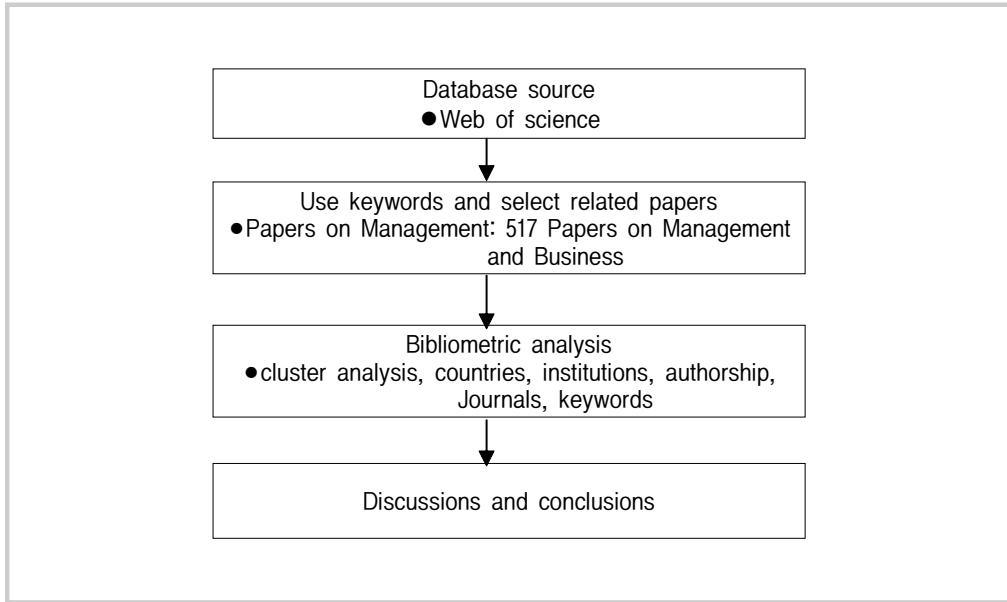 Database source
●Web of science
Use keywords and select related papers
●Papers on Management: 517 Papers on Management
and Business
Bibliometric analysis
●cluster analysis, countries, institutions, authorship,
Journals, keywords
Discussions and conclusions